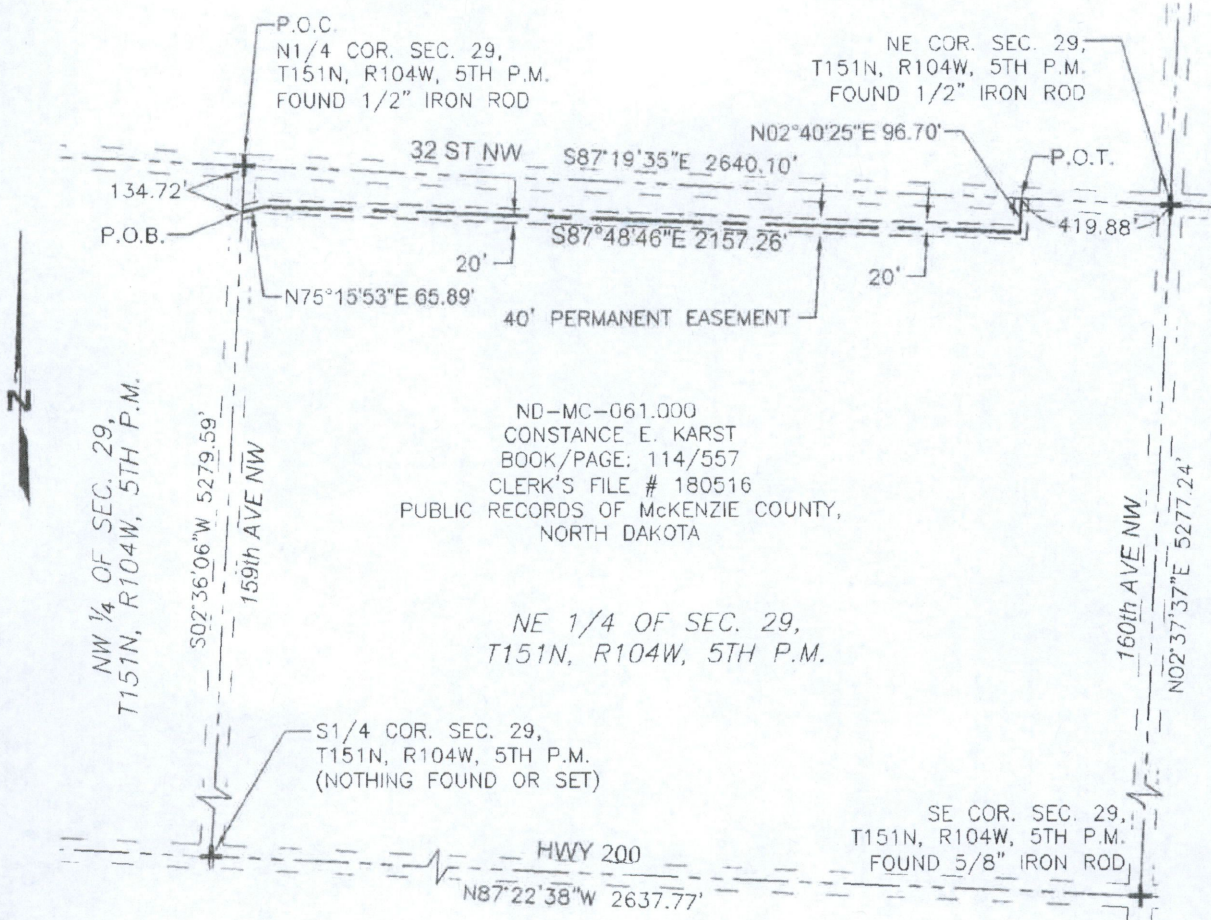 P.O.C.
N1/4 COR. SEC. 29,
T151N, R104W, 5TH P.M.
FOUND 1/2" IRON ROD
NE COR. SEC. 29,
T151N, R104W, 5TH P.M.
FOUND 1/2" IRON ROD
N02°40'25"E 96.70'
32 ST NW
S87°19'35"E 2640.10'
P.O.T.
134.72'
P.O.B.
419.88'
S87°48'46"E 2157.26'
20'
20'
N75°15'53"E 65.89'
40' PERMANENT EASEMENT
N
NW 1/4 OF SEC. 29,
T151N, R104W, 5TH P.M.
S02°36'06"W 5279.59'
159th AVE NW
ND-MC-061.000
CONSTANCE E. KARST
BOOK/PAGE: 114/557
CLERK'S FILE # 180516
PUBLIC RECORDS OF McKENZIE COUNTY,
NORTH DAKOTA
160th AVE NW
N02°37'37"E 5277.24'
NE 1/4 OF SEC. 29,
T151N, R104W, 5TH P.M.
S1/4 COR. SEC. 29,
T151N, R104W, 5TH P.M.
(NOTHING FOUND OR SET)
SE COR. SEC. 29,
T151N, R104W, 5TH P.M.
FOUND 5/8" IRON ROD
HWY 200
N87°22'38"W 2637.77'